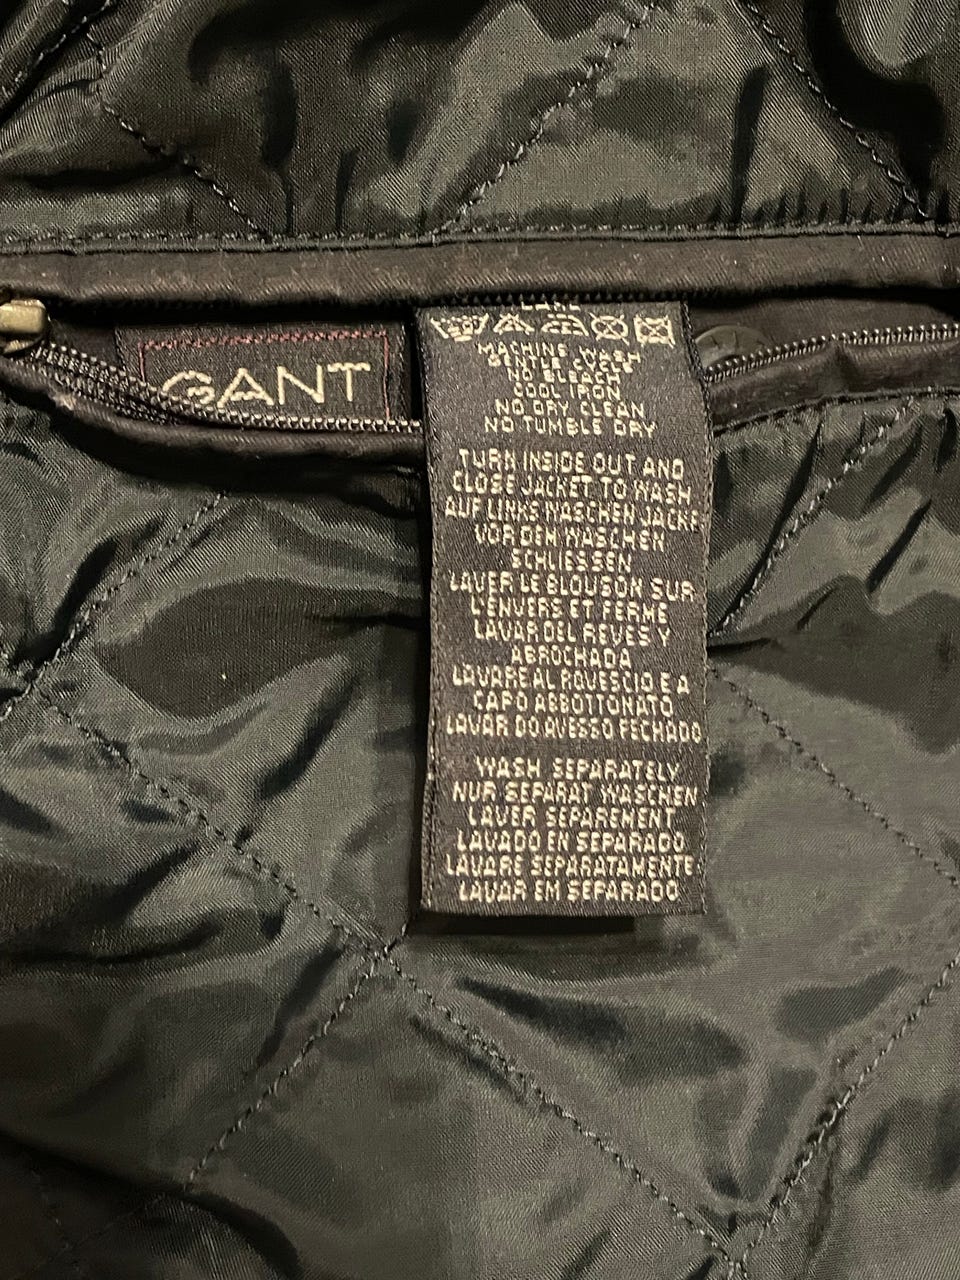 GANT
MACHINE WASH
GENTLE CYCLE
NO BLEACH
COOL IRON
NO DRY CLEAN
NO TUMBLE DRY
TURN INSIDE OUT AND
CLOSE JACKET TO WASH
AUF LINKS WASCHEN JACKE
VOR DEM WASCHEN
SCHLIESSEN
LAVER LE BLOUSON SUR
L'ENVERS ET FERME
LAVAR DEL REVES Y
ABROCHADA
LAVARE AL ROVESCIA E A
CAPO ABBOTTONATO
LAVAR DO AVESSO FECHADO
WASH SEPARATELY
NUR SEPARAT WASCHEN
LAVER SEPAREMENT
LAVADO EN SEPARADO
LAVARE SEPARATAMENTE
LAVAR EM SEPARADO